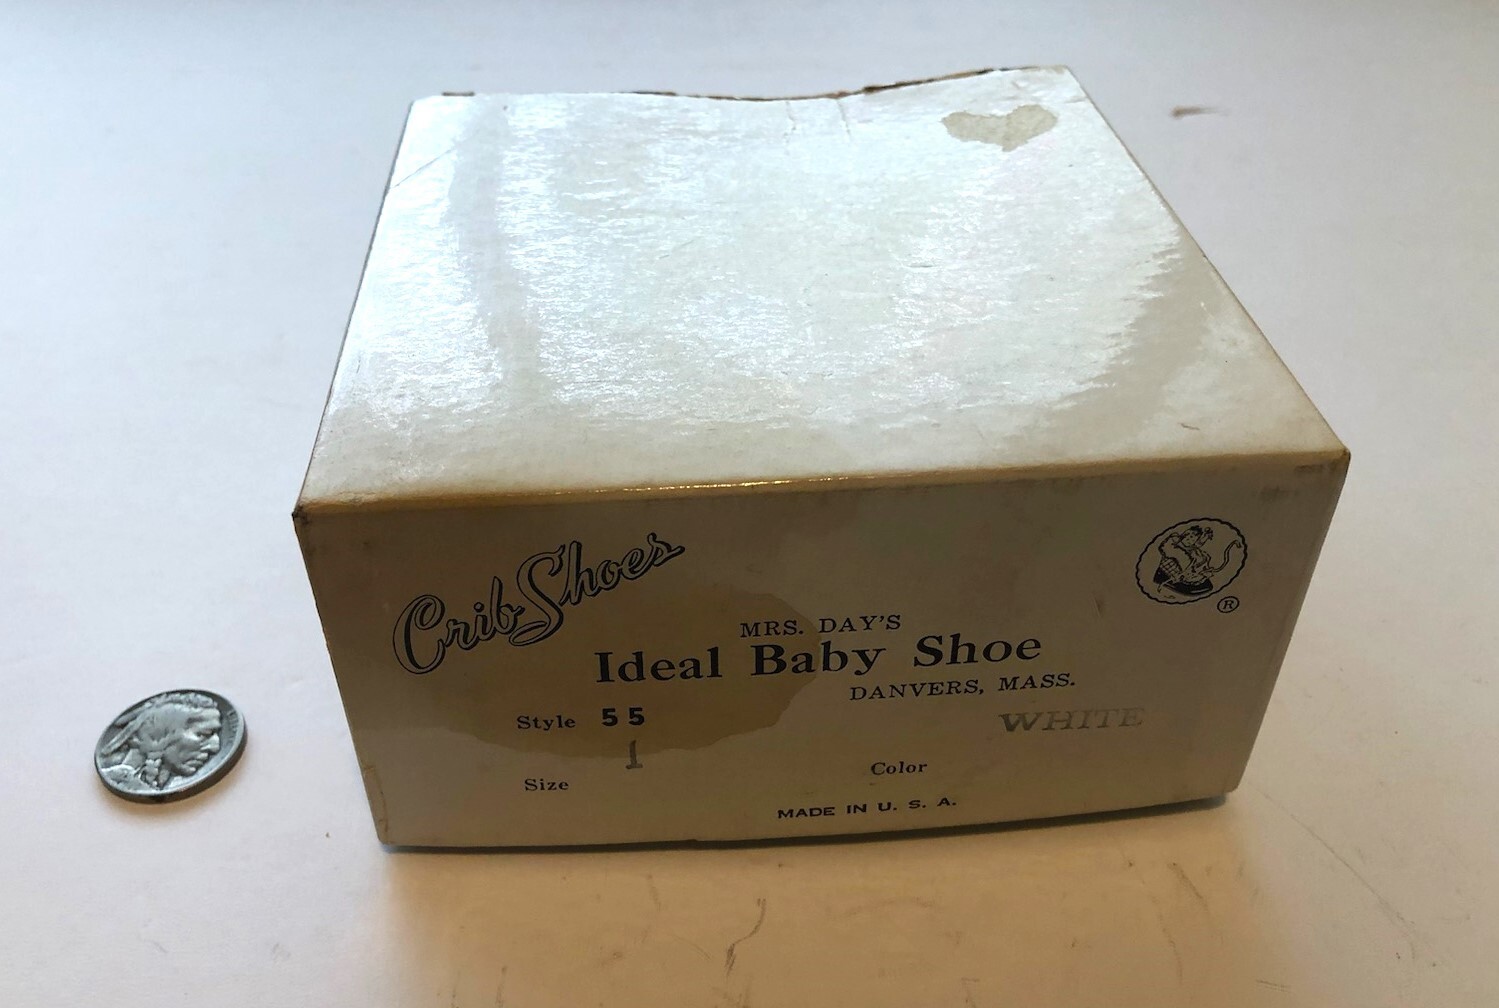 Crib Shoes
MRS. DAY'S
Ideal Baby Shoe
DANVERS, MASS.
Style 55
WHITE
1
Size
Color
MADE IN U. S. A.
®